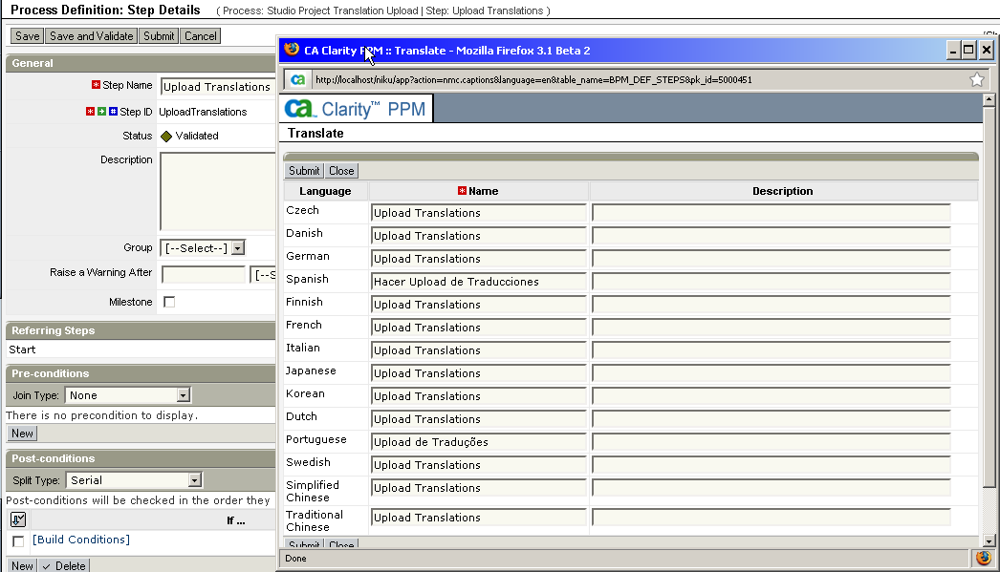 Process Definition: Step Details ( Process: Studio Project Translation Upload | Step: Upload Translations )
Save Save and Validate Submit Cancel
General
Step Name Upload Translations
Step ID UploadTranslations
Status Validated
Description
Group [--Select--]
Raise a Warning After [--S
Milestone
Referring Steps
Start
Pre-conditions
Join Type: None
There is no precondition to display.
New
Post-conditions
Split Type: Serial
Post-conditions will be checked in the order they
If ...
[Build Conditions]
New Delete
CA Clarity PPM :: Translate - Mozilla Firefox 3.1 Beta 2
ca http://localhost/niku/app?action=nmc.captions&language=en&table_name=BPM_DEF_STEPS&pk_id=5000451
ca Clarity™ PPM
Translate
Submit Close
Language Name Description
Czech Upload Translations
Danish Upload Translations
German Upload Translations
Spanish Hacer Upload de Traducciones
Finnish Upload Translations
French Upload Translations
Italian Upload Translations
Japanese Upload Translations
Korean Upload Translations
Dutch Upload Translations
Portuguese Upload de Traduções
Swedish Upload Translations
Simplified Chinese Upload Translations
Traditional Chinese Upload Translations
Submit Close
Done